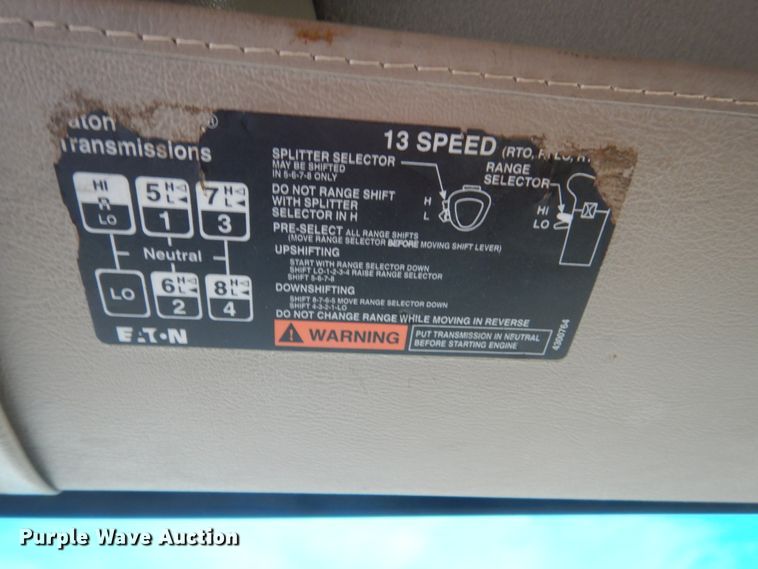 aton ®
Transmissions
HI
R
LO
5 H
L
1
7 H
L
3
Neutral
LO
6 H
L
2
8 H
L
4
EATON
13 SPEED (RTO,
SPLITTER SELECTOR
MAY BE SHIFTED
IN 5-6-7-8 ONLY
DO NOT RANGE SHIFT
WITH SPLITTER
SELECTOR IN H
H
L
RANGE
SELECTOR
HI
LO
PRE-SELECT ALL RANGE SHIFTS
(MOVE RANGE SELECTOR BEFORE MOVING SHIFT LEVER)
UPSHIFTING
START WITH RANGE SELECTOR DOWN
SHIFT LO-1-2-3-4 RAISE RANGE SELECTOR
SHIFT 5-6-7-8
DOWNSHIFTING
SHIFT 8-7-6-5 MOVE RANGE SELECTOR DOWN
SHIFT 4-3-2-1-LO
DO NOT CHANGE RANGE WHILE MOVING IN REVERSE
WARNING
PUT TRANSMISSION IN NEUTRAL
BEFORE STARTING ENGINE
4300764
Purple Wave Auction